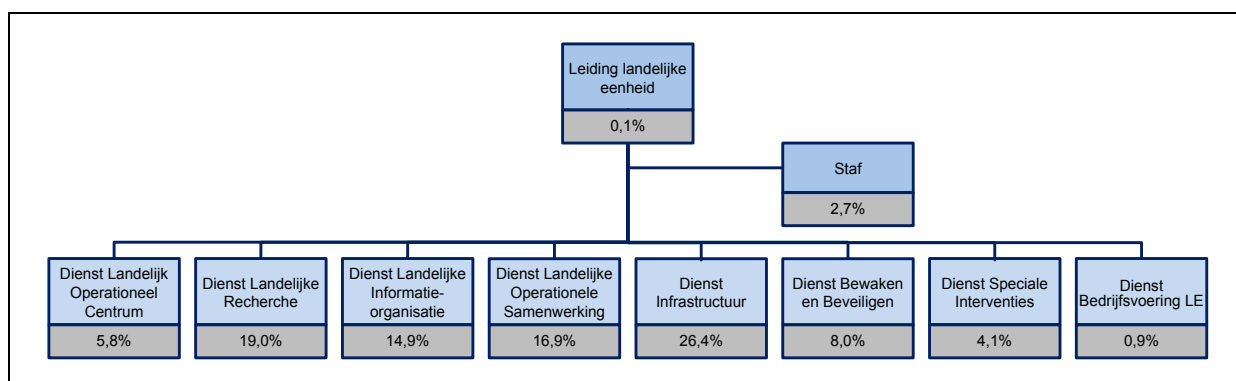 Leiding landelijke
eenheid
0,1%
Staf
2,7%
Dienst Landelijk
Operationeel
Centrum
5,8%
Dienst Landelijke
Recherche
19,0%
Dienst Landelijke
Informatie-
organisatie
14,9%
Dienst Landelijke
Operationele
Samenwerking
16,9%
Dienst
Infrastructuur
26,4%
Dienst Bewaken
en Beveiligen
8,0%
Dienst Speciale
Interventies
4,1%
Dienst
Bedrijfsvoering LE
0,9%